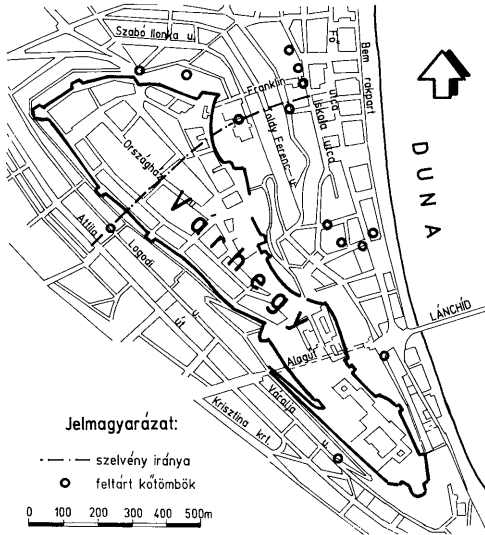 Szabó Ilonka u.
Fő utca
Bem rakpart
Franklin
Iskola utca
Toldy Ferenc u.
Országház u.
DUNA
Várhegy
Attila
Logodi
u.
út
LÁNCHÍD
Alagút
Váralja
u.
Krisztina krt.
Jelmagyarázat:
szelvény iránya
feltárt kőtömbök
0 100 200 300 400 500m